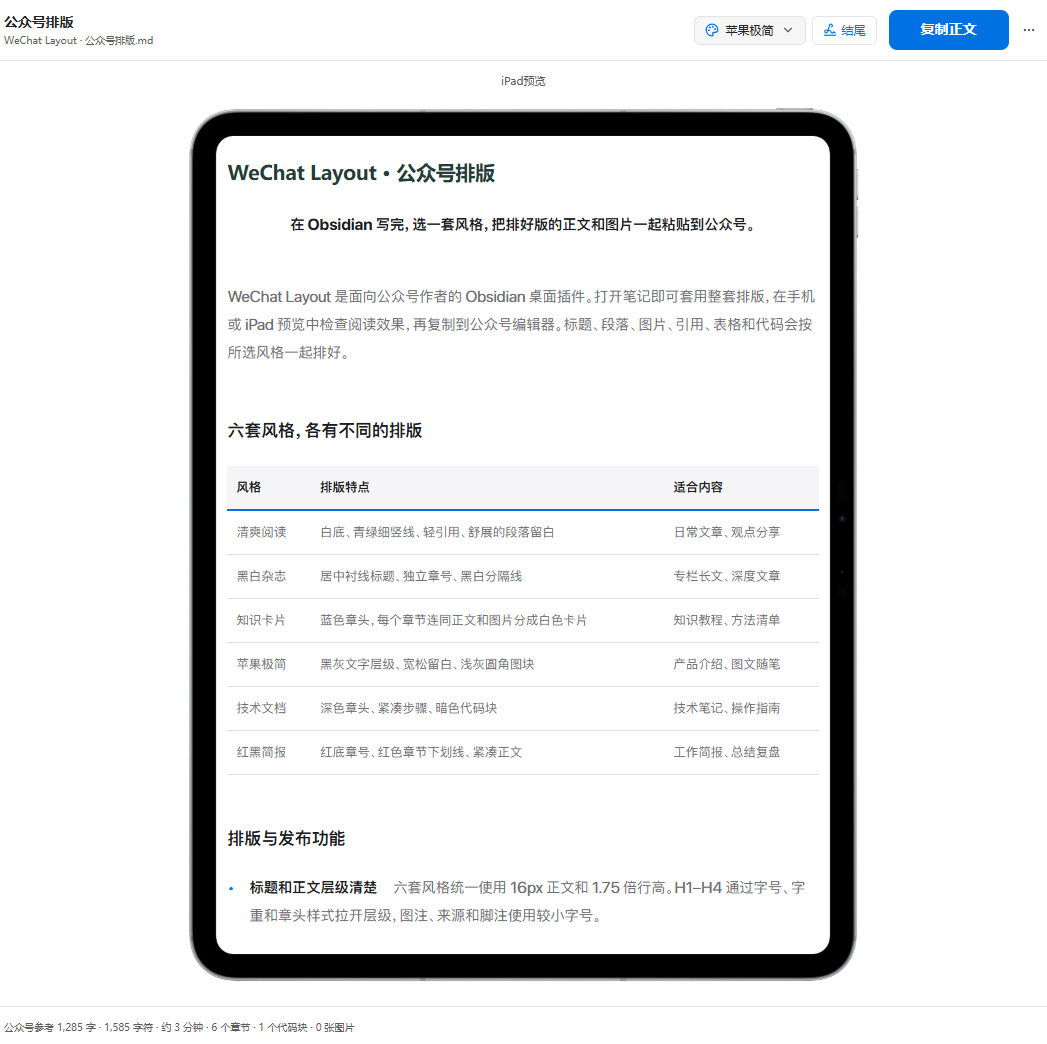 公众号排版
WeChat Layout · 公众号排版.md
苹果极简
结尾
复制正文
iPad预览
WeChat Layout • 公众号排版
在 Obsidian 写完，选一套风格，把排好版的正文和图片一起粘贴到公众号。
WeChat Layout 是面向公众号作者的 Obsidian 桌面插件。打开笔记即可套用整套排版，在手机
或 iPad 预览中检查阅读效果，再复制到公众号编辑器。标题、段落、图片、引用、表格和代码会按
所选风格一起排好。
六套风格，各有不同的排版
风格 排版特点 适合内容
清爽阅读 白底、青绿细竖线、轻引用、舒展的段落留白 日常文章、观点分享
黑白杂志 居中衬线标题、独立章号、黑白分隔线 专栏长文、深度文章
知识卡片 蓝色章头，每个章节连同正文和图片分成白色卡片 知识教程、方法清单
苹果极简 黑灰文字层级、宽松留白、浅灰圆角图块 产品介绍、图文随笔
技术文档 深色章头、紧凑步骤、暗色代码块 技术笔记、操作指南
红黑简报 红底章号、红色章节下划线、紧凑正文 工作简报、总结复盘
排版与发布功能
• 标题和正文层级清楚 六套风格统一使用 16px 正文和 1.75 倍行高。H1–H4 通过字号、字
重和章头样式拉开层级，图注、来源和脚注使用较小字号。
公众号参考 1,285 字 · 1,585 字符 · 约 3 分钟 · 6 个章节 · 1 个代码块 · 0 张图片